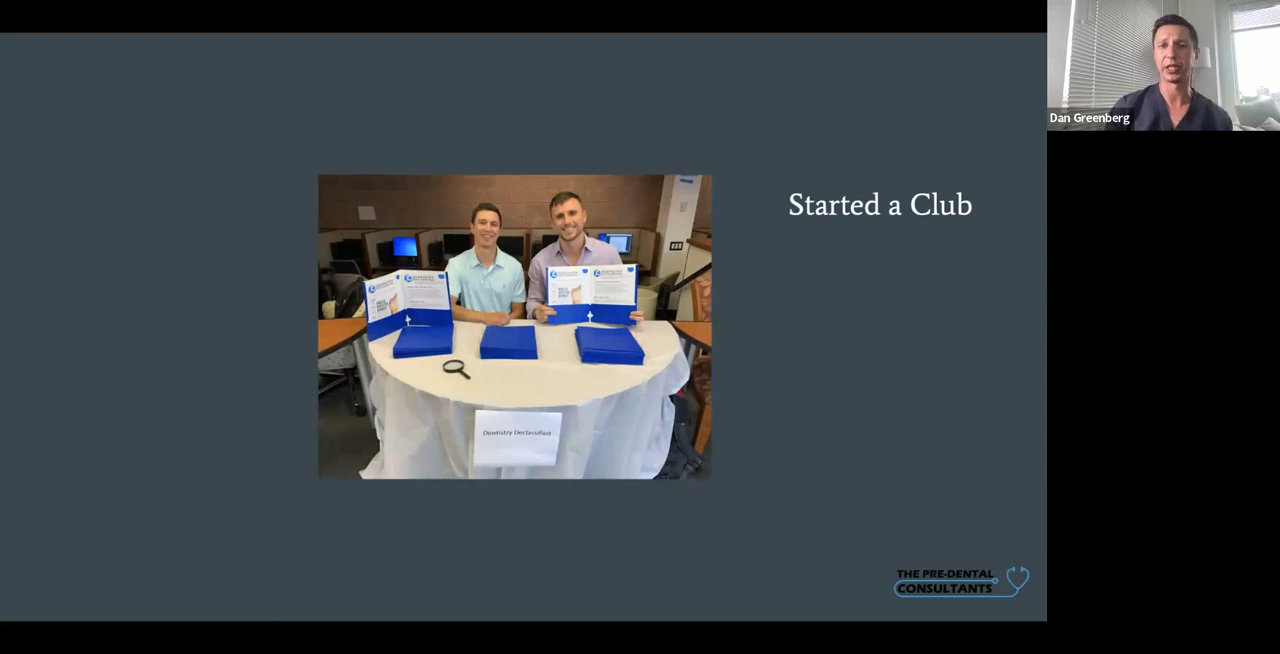 Dan Greenberg
Started a Club
Dentistry Declassified
THE PRE-DENTAL
CONSULTANTS